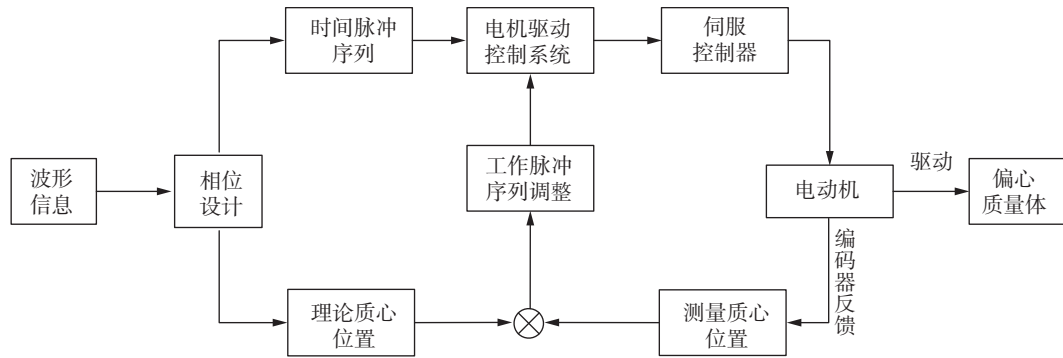 时间脉冲
序列
电机驱动
控制系统
伺服
控制器
波形
信息
相位
设计
工作脉冲
序列调整
电动机
驱动
偏心
质量体
编码器反馈
理论质心
位置
测量质心
位置